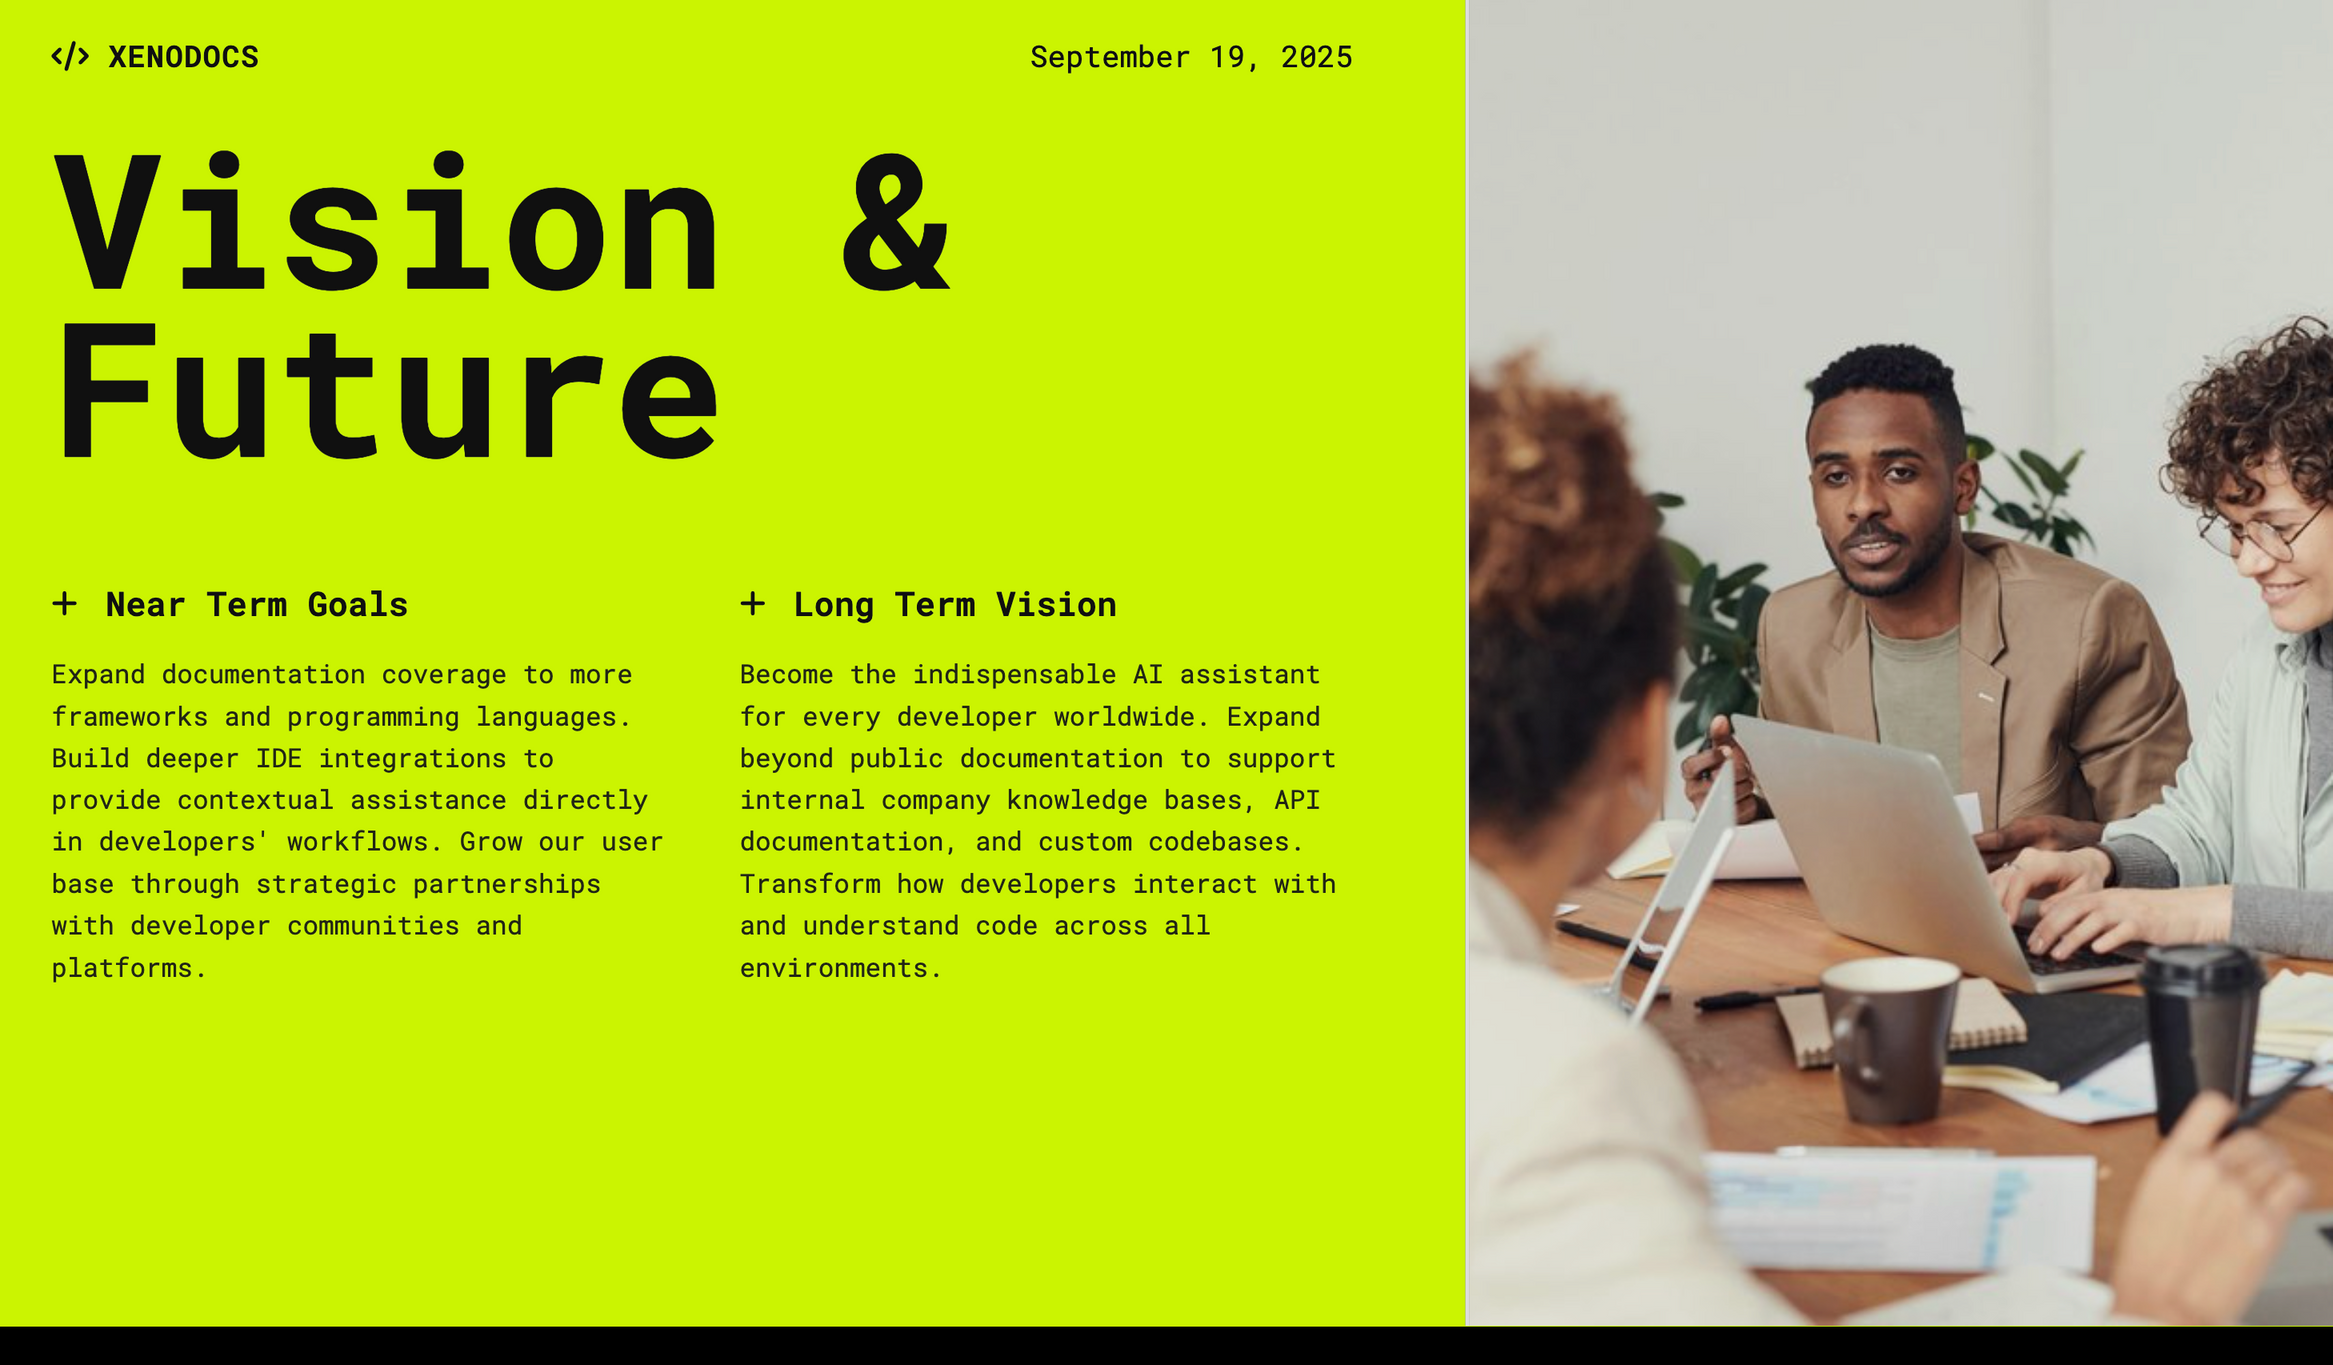 </> XENODOCS
September 19, 2025
Vision &
Future
+ Near Term Goals
Expand documentation coverage to more
frameworks and programming languages.
Build deeper IDE integrations to
provide contextual assistance directly
in developers' workflows. Grow our user
base through strategic partnerships
with developer communities and
platforms.
+ Long Term Vision
Become the indispensable AI assistant
for every developer worldwide. Expand
beyond public documentation to support
internal company knowledge bases, API
documentation, and custom codebases.
Transform how developers interact with
and understand code across all
environments.